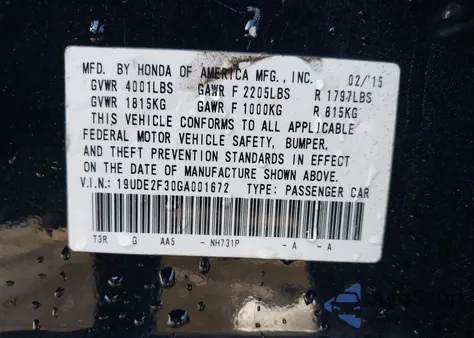 MFD. BY HONDA OF AMERICA MFG., INC. 02/'15
GVWR 4001LBS GAWR F 2205LBS R 1797LBS
GVWR 1815KG GAWR F 1000KG R 815KG
THIS VEHICLE CONFORMS TO ALL APPLICABLE
FEDERAL MOTOR VEHICLE SAFETY, BUMPER,
AND THEFT PREVENTION STANDARDS IN EFFECT
ON THE DATE OF MANUFACTURE SHOWN ABOVE.
V.I.N.: 19UDE2F30GA001672 TYPE: PASSENGER CAR
T3R G AA5 - NH731P - A - A